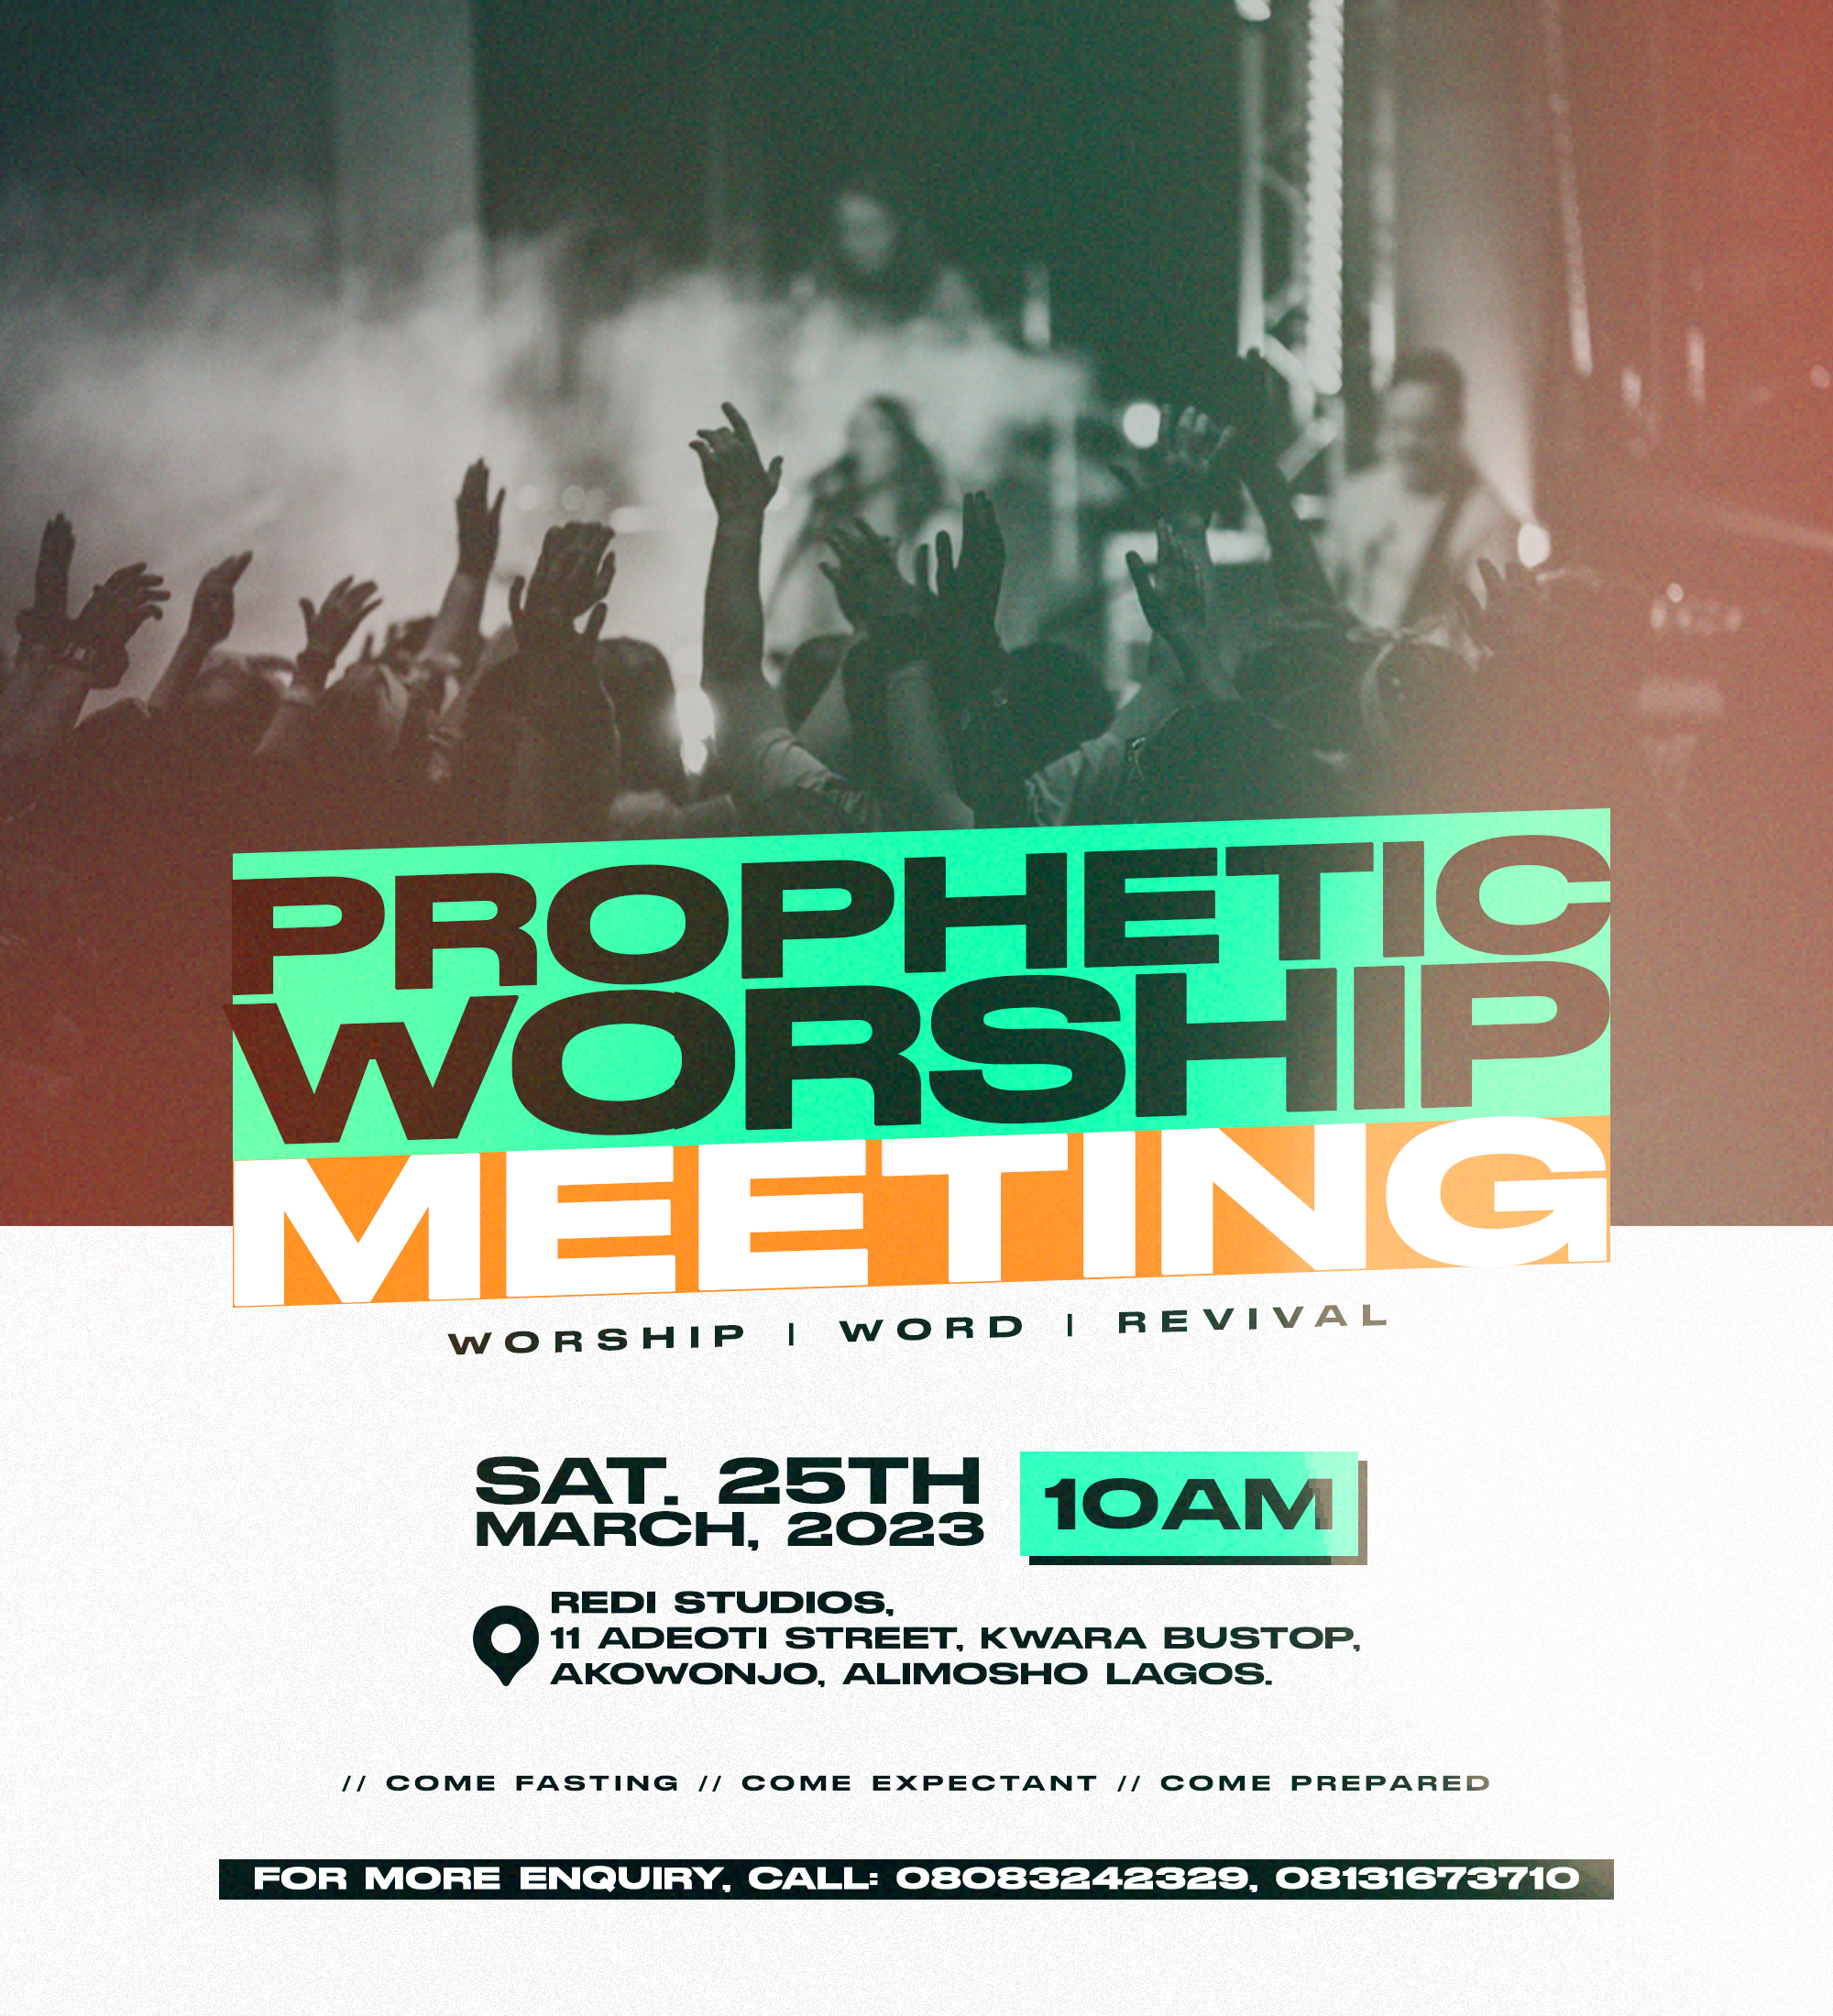 PROPHETIC
WORSHIP
MEETING
WORSHIP | WORD | REVIVAL
SAT. 25TH
MARCH, 2023
10AM
REDI STUDIOS,
11 ADEOTI STREET, KWARA BUSTOP,
AKOWONJO, ALIMOSHO LAGOS.
// COME FASTING // COME EXPECTANT // COME PREPARED
FOR MORE ENQUIRY, CALL: 08083242329, 08131673710